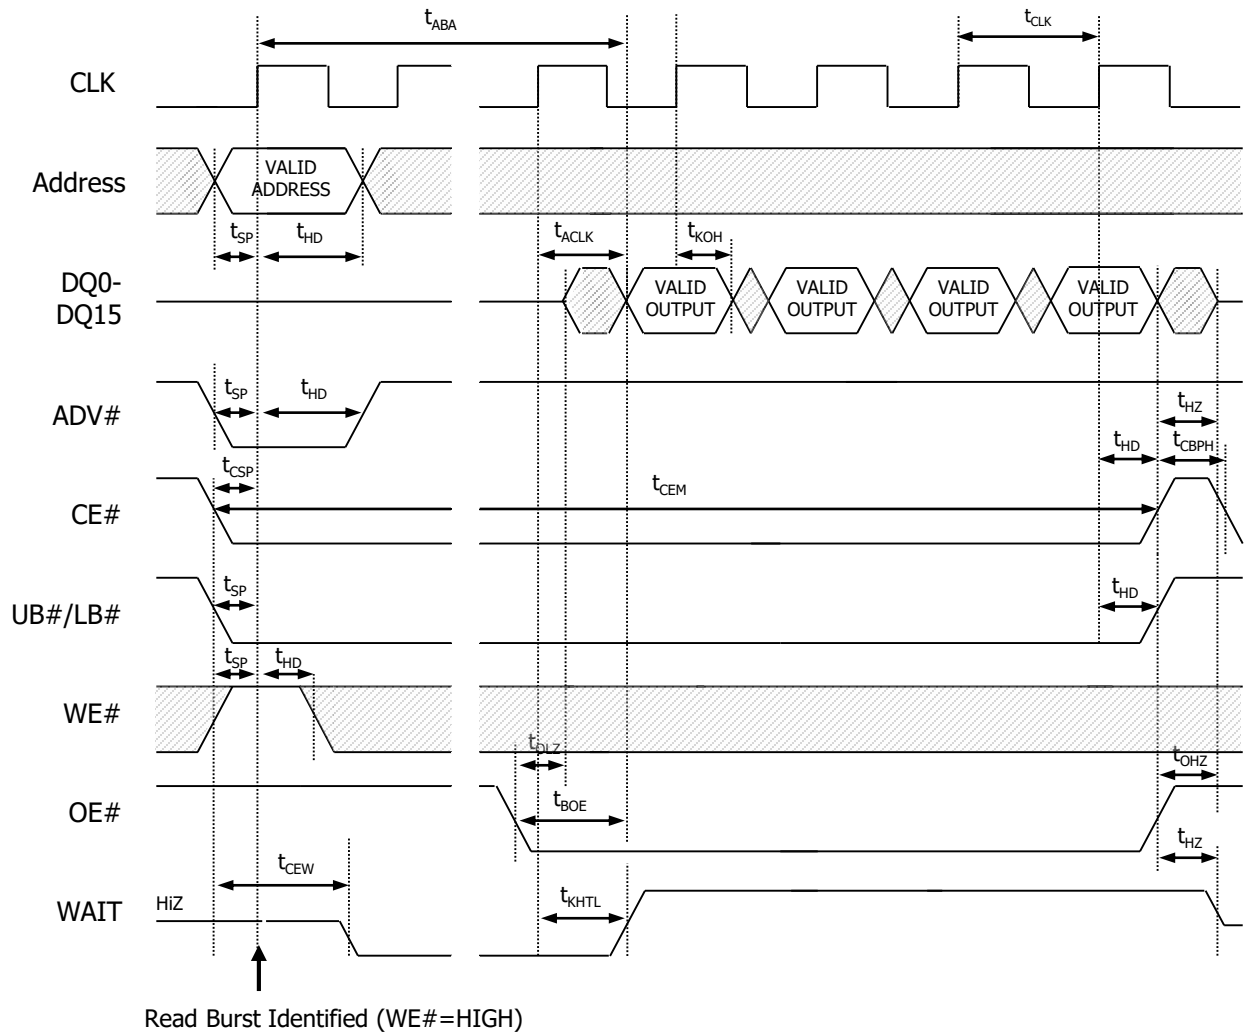 tABA
tCLK
CLK
Address
VALID
ADDRESS
tSP
tHD
tACLK
tKOH
DQ0-
DQ15
VALID
OUTPUT
VALID
OUTPUT
VALID
OUTPUT
VALID
OUTPUT
ADV#
tSP
tHD
tHZ
tHD
tCBPH
tCSP
CE#
tCEM
UB#/LB#
tSP
tHD
tSP
tHD
WE#
tOLZ
tOHZ
OE#
tBOE
tHZ
tCEW
WAIT
HiZ
tKHTL
Read Burst Identified (WE#=HIGH)